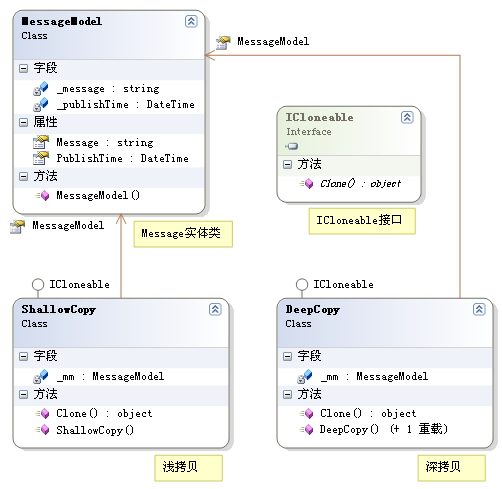 MessageModel
Class
字段
_message : string
_publishTime : DateTime
属性
Message : string
PublishTime : DateTime
方法
MessageModel()
MessageModel
ICloneable
Interface
方法
Clone() : object
ICloneable接口
MessageModel
Message实体类
ICloneable
ShallowCopy
Class
字段
_mm : MessageModel
方法
Clone() : object
ShallowCopy()
浅拷贝
ICloneable
DeepCopy
Class
字段
_mm : MessageModel
方法
Clone() : object
DeepCopy() (+ 1 重载)
深拷贝